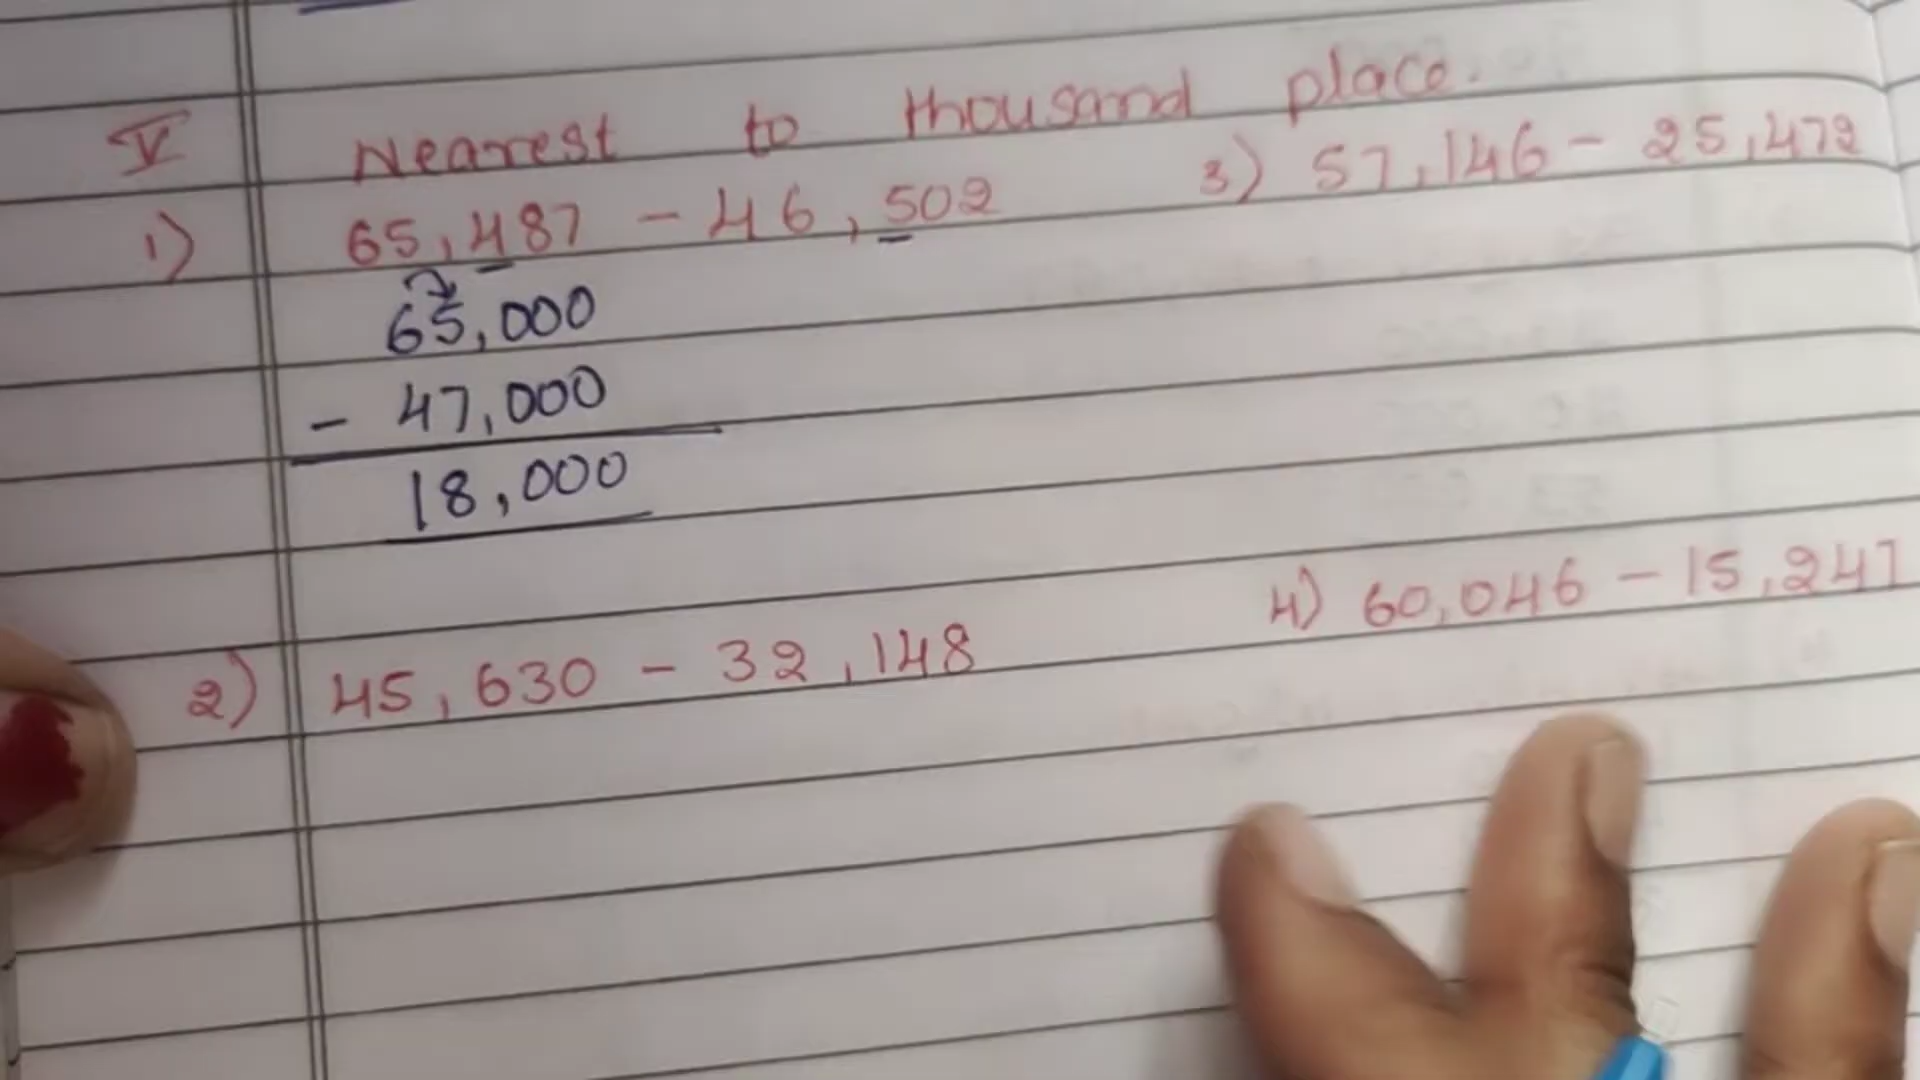 V Nearest to thousand place.
1) 65,487 - 46,502
65,000
- 47,000
18,000
2) 45,630 - 32,148
3) 57,146 - 25,472
4) 60,046 - 15,247